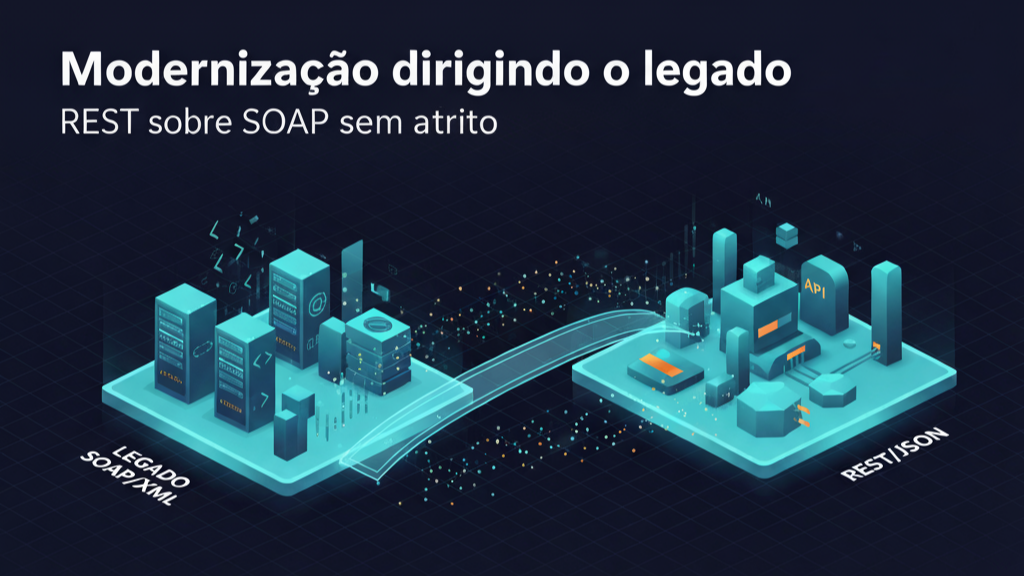 Modernização dirigindo o legado
REST sobre SOAP sem atrito
API
LEGADO
SOAP/XML
REST/JSON